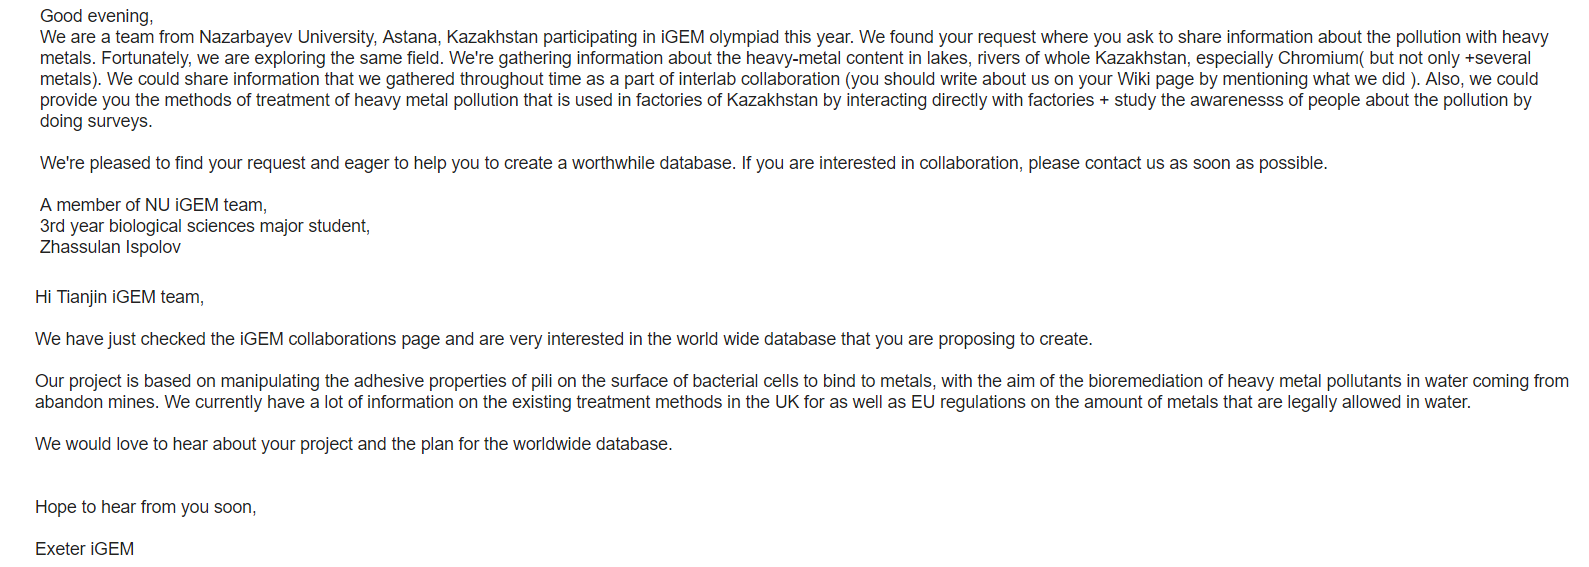 Good evening,
We are a team from Nazarbayev University, Astana, Kazakhstan participating in iGEM olympiad this year. We found your request where you ask to share information about the pollution with heavy
metals. Fortunately, we are exploring the same field. We're gathering information about the heavy-metal content in lakes, rivers of whole Kazakhstan, especially Chromium( but not only +several
metals). We could share information that we gathered throughout time as a part of interlab collaboration (you should write about us on your Wiki page by mentioning what we did ). Also, we could
provide you the methods of treatment of heavy metal pollution that is used in factories of Kazakhstan by interacting directly with factories + study the awarenesss of people about the pollution by
doing surveys.
We're pleased to find your request and eager to help you to create a worthwhile database. If you are interested in collaboration, please contact us as soon as possible.
A member of NU iGEM team,
3rd year biological sciences major student,
Zhassulan Ispolov
Hi Tianjin iGEM team,
We have just checked the iGEM collaborations page and are very interested in the world wide database that you are proposing to create.
Our project is based on manipulating the adhesive properties of pili on the surface of bacterial cells to bind to metals, with the aim of the bioremediation of heavy metal pollutants in water coming from
abandon mines. We currently have a lot of information on the existing treatment methods in the UK for as well as EU regulations on the amount of metals that are legally allowed in water.
We would love to hear about your project and the plan for the worldwide database.
Hope to hear from you soon,
Exeter iGEM